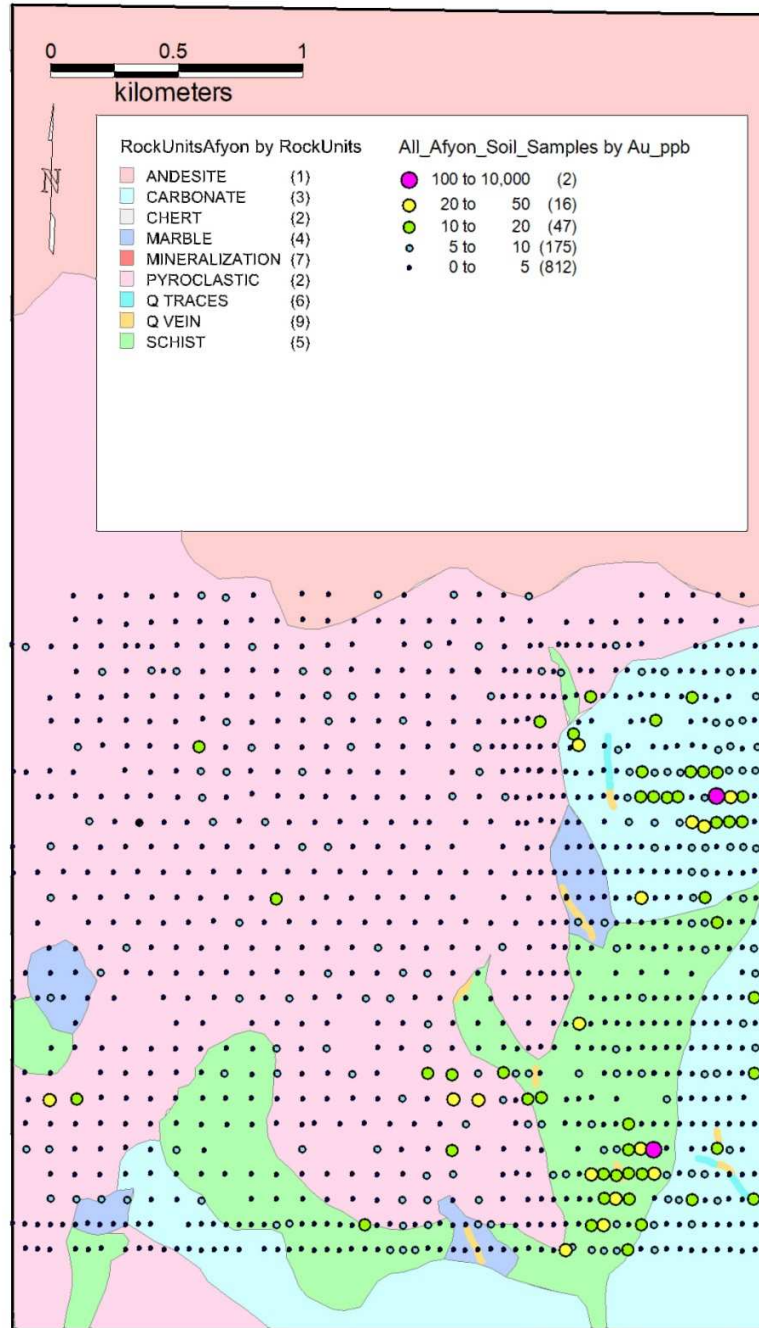 0 0.5 1
kilometers
N
RockUnitsAfyon by RockUnits
ANDESITE (1)
CARBONATE (3)
CHERT (2)
MARBLE (4)
MINERALIZATION (7)
PYROCLASTIC (2)
Q TRACES (6)
Q VEIN (9)
SCHIST (5)
All_Afyon_Soil_Samples by Au_ppb
100 to 10,000 (2)
20 to 50 (16)
10 to 20 (47)
5 to 10 (175)
0 to 5 (812)